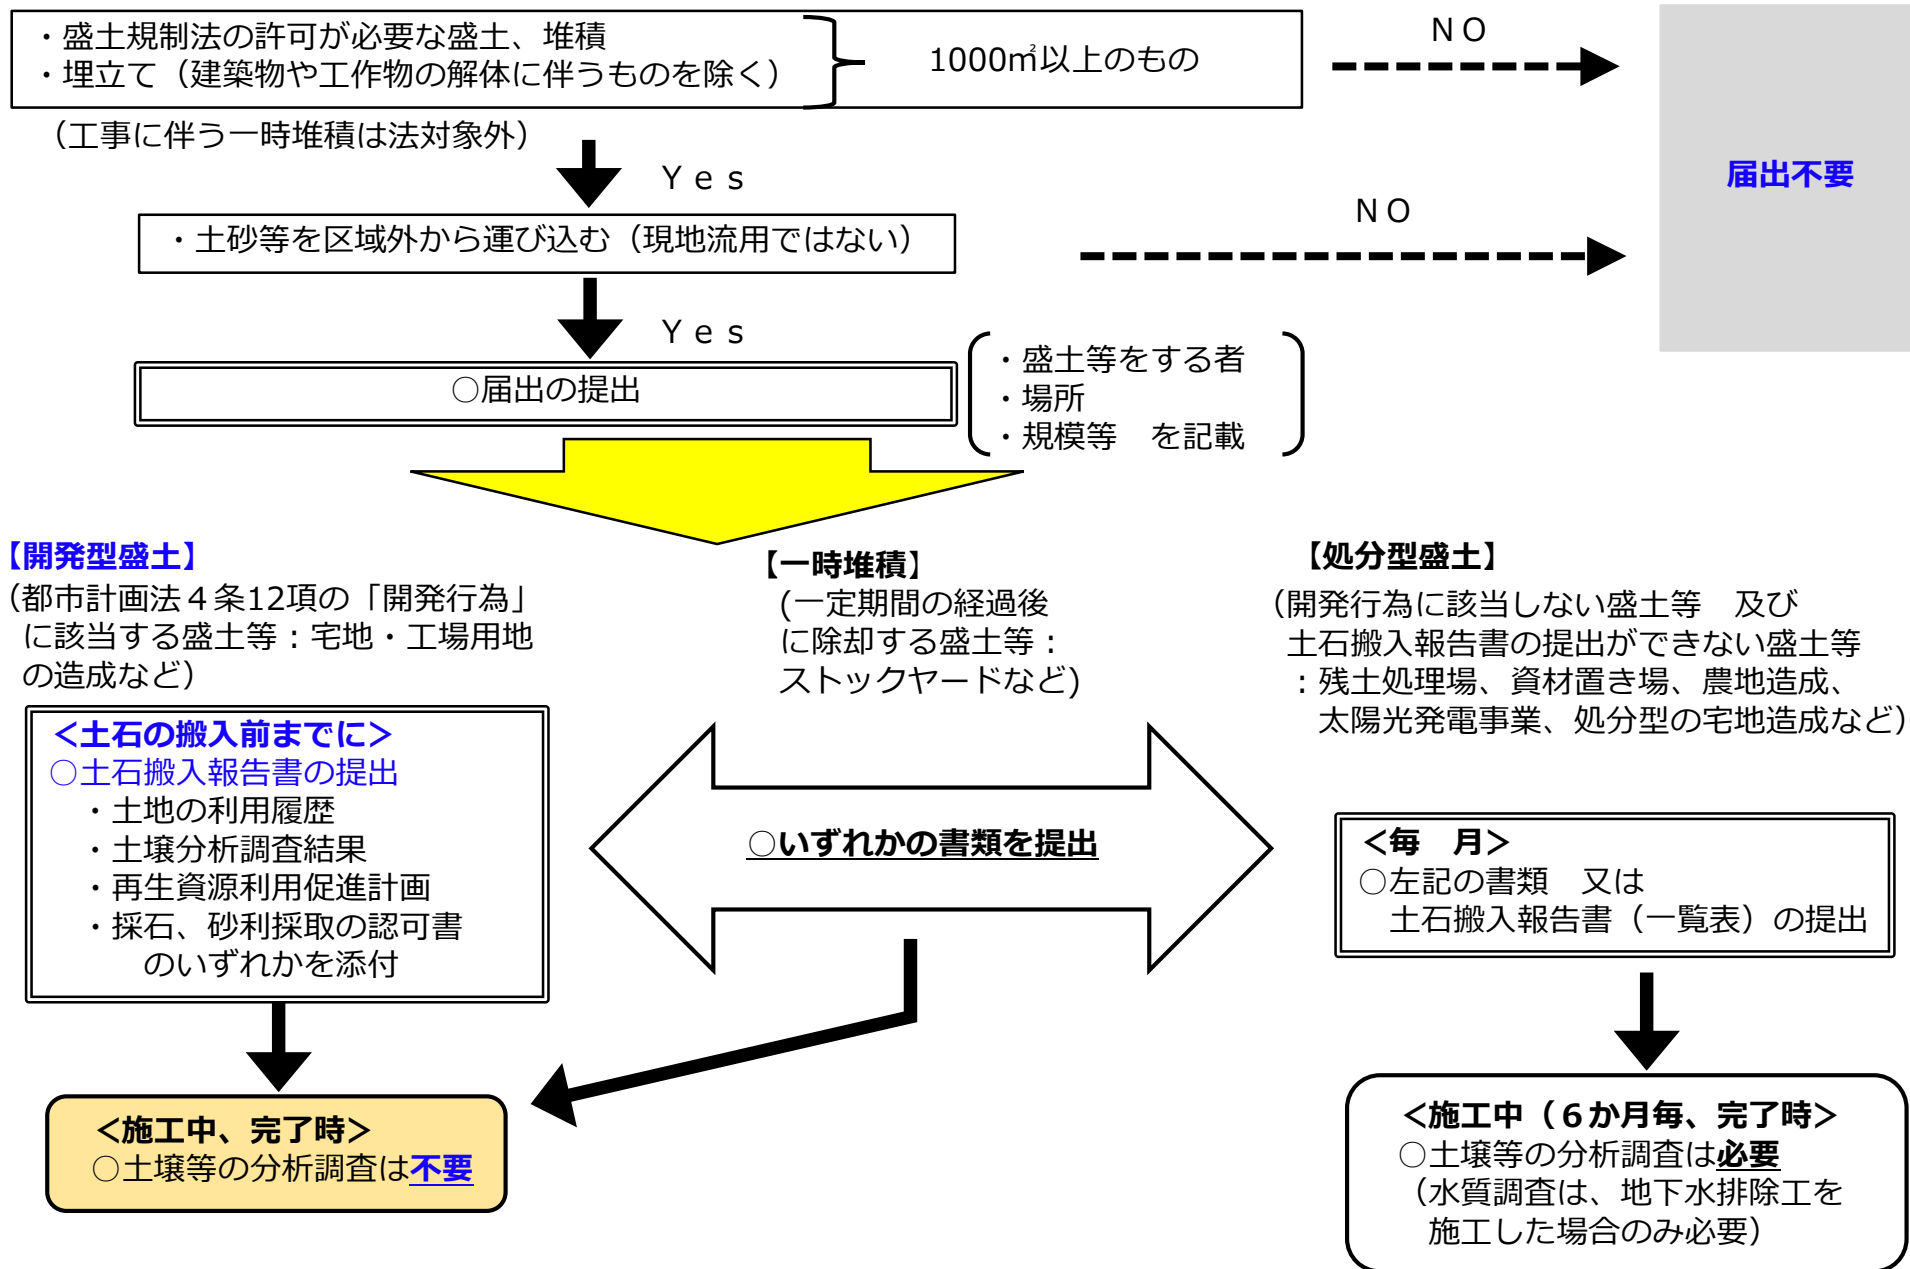 ・盛土規制法の許可が必要な盛土、堆積
・埋立て（建築物や工作物の解体に伴うものを除く）
1000㎡以上のもの
ＮＯ
（工事に伴う一時堆積は法対象外）
Ｙｅｓ
届出不要
・土砂等を区域外から運び込む（現地流用ではない）
ＮＯ
Ｙｅｓ
○届出の提出
・盛土等をする者
・場所
・規模等　を記載
【開発型盛土】
（都市計画法４条12項の「開発行為」
に該当する盛土等：宅地・工場用地
の造成など）
＜土石の搬入前までに＞
○土石搬入報告書の提出
・土地の利用履歴
・土壌分析調査結果
・再生資源利用促進計画
・採石、砂利採取の認可書
のいずれかを添付
＜施工中、完了時＞
○土壌等の分析調査は不要
【一時堆積】
(一定期間の経過後
に除却する盛土等：
ストックヤードなど)
○いずれかの書類を提出
【処分型盛土】
（開発行為に該当しない盛土等　及び
土石搬入報告書の提出ができない盛土等
：残土処理場、資材置き場、農地造成、
太陽光発電事業、処分型の宅地造成など）
＜毎　月＞
○左記の書類　又は
土石搬入報告書（一覧表）の提出
＜施工中（６か月毎、完了時＞
○土壌等の分析調査は必要
（水質調査は、地下水排除工を
施工した場合のみ必要）